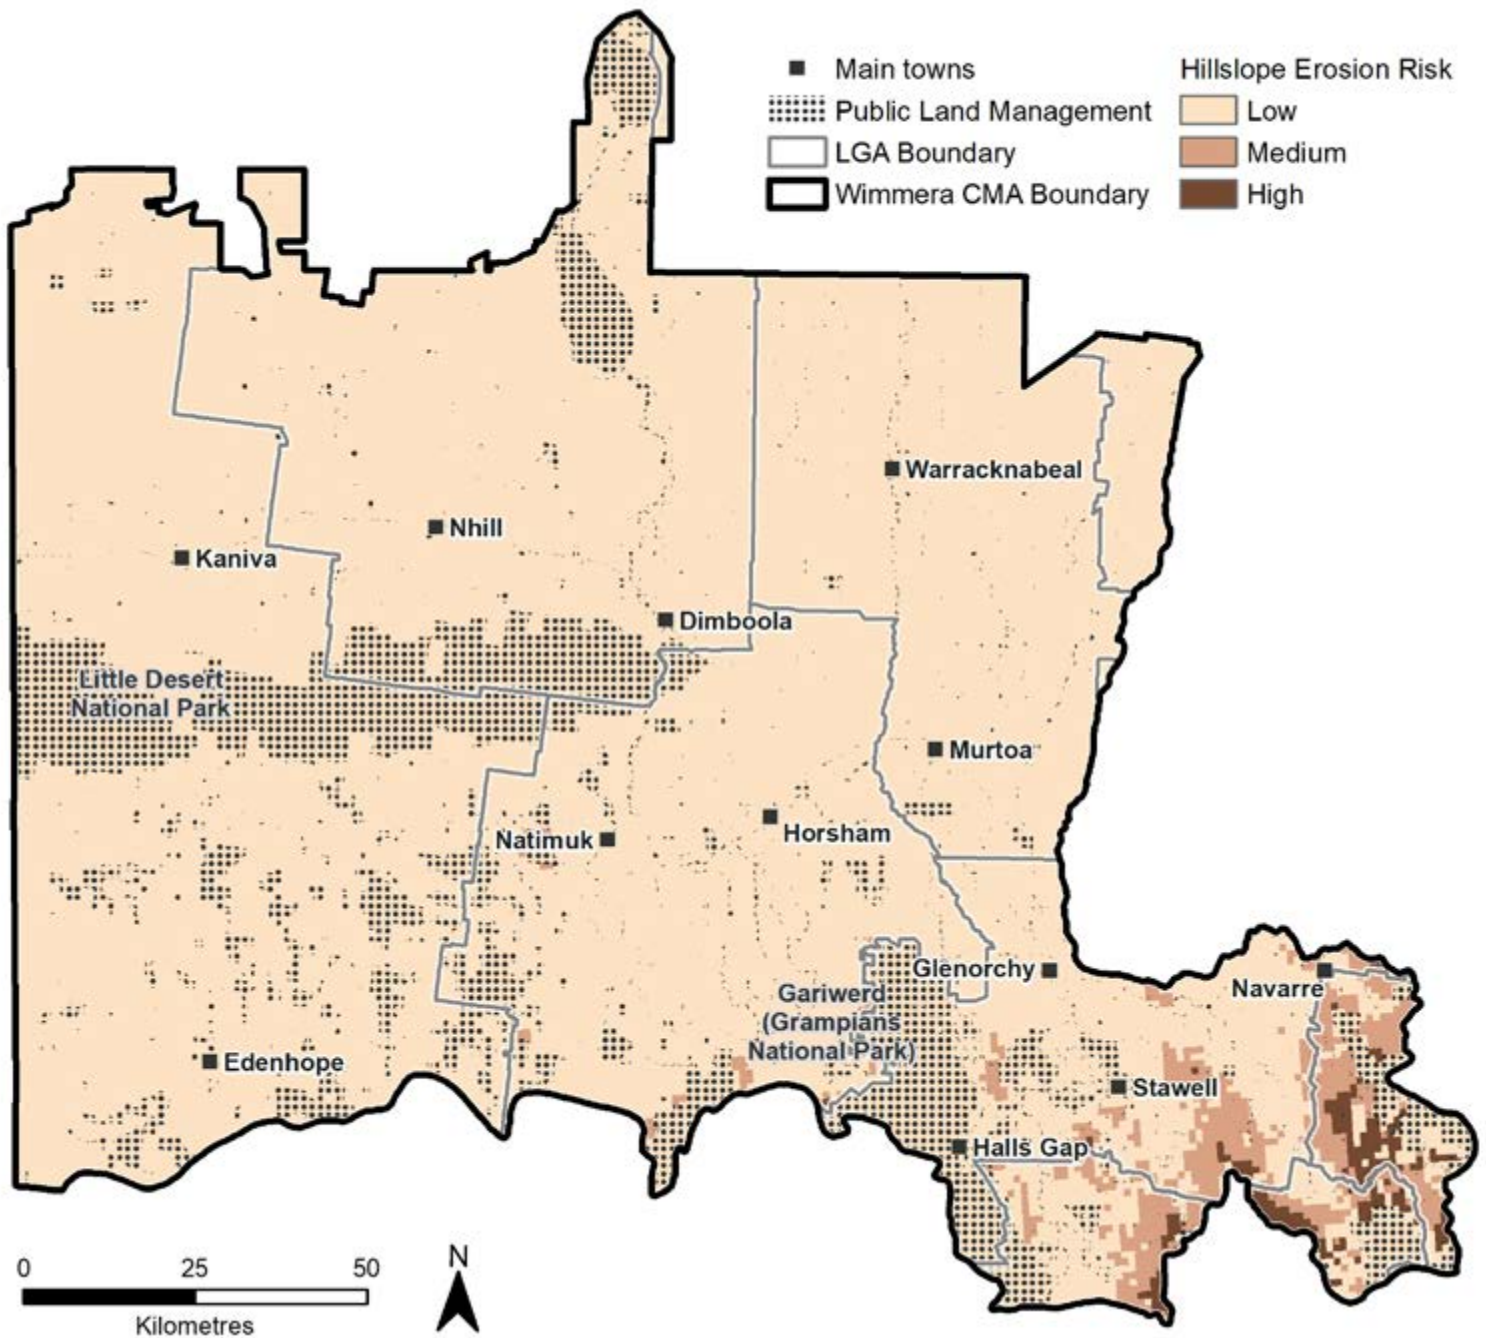 Main towns
Public Land Management
LGA Boundary
Wimmera CMA Boundary
Hillslope Erosion Risk
Low
Medium
High
Warracknabeal
Nhill
Kaniva
Dimboola
Little Desert
National Park
Murtoa
Natimuk
Horsham
Glenorchy
Navarre
Gariwerd
(Grampians
National Park)
Edenhope
Stawell
Halls Gap
0 25 50
Kilometres
N